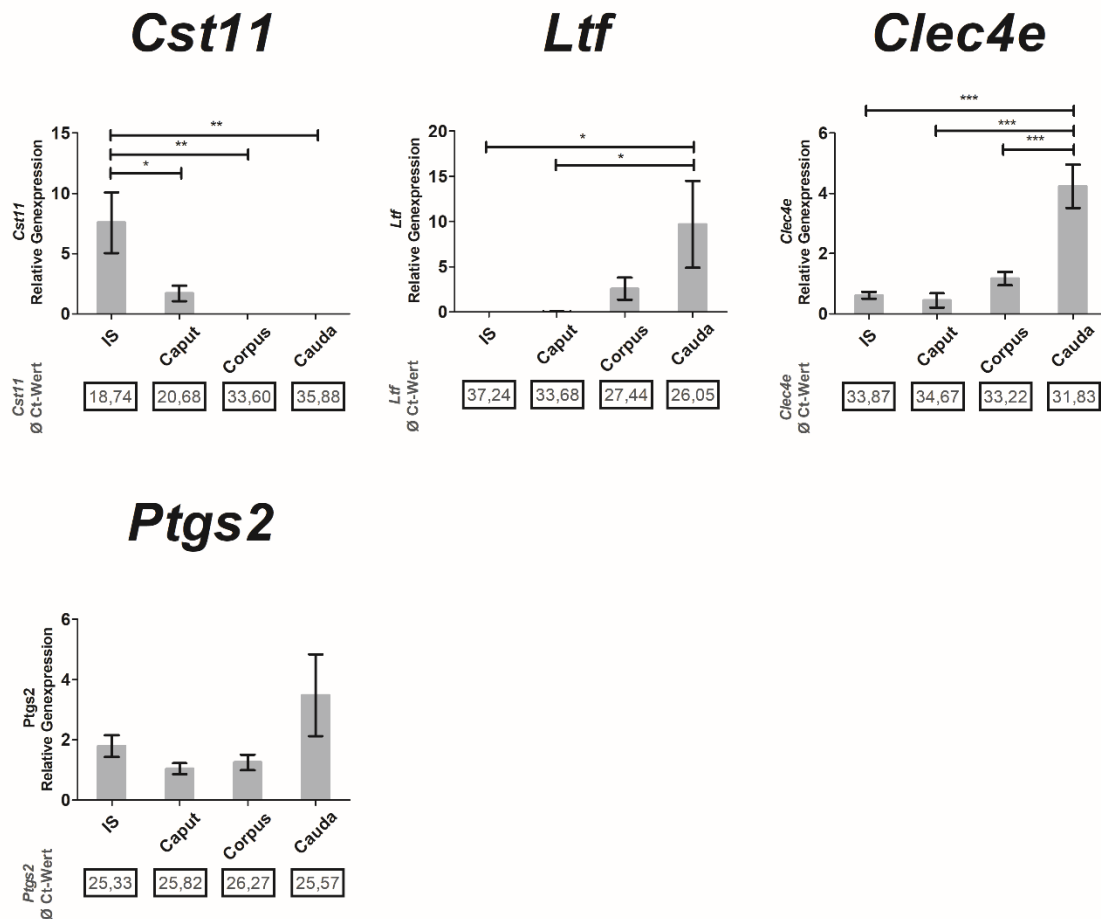 Cst11
**
**
*
15
10
5
0
Cst11
Relative Genexpression
IS
Caput
Corpus
Cauda
Cst11
Ø Ct-Wert
18,74
20,68
33,60
35,88
Ltf
*
*
20
15
10
5
0
Ltf
Relative Genexpression
IS
Caput
Corpus
Cauda
Ltf
Ø Ct-Wert
37,24
33,68
27,44
26,05
Clec4e
***
***
***
6
4
2
0
Clec4e
Relative Genexpression
IS
Caput
Corpus
Cauda
Clec4e
Ø Ct-Wert
33,87
34,67
33,22
31,83
Ptgs2
6
4
2
0
Ptgs2
Relative Genexpression
IS
Caput
Corpus
Cauda
Ptgs2
Ø Ct-Wert
25,33
25,82
26,27
25,57